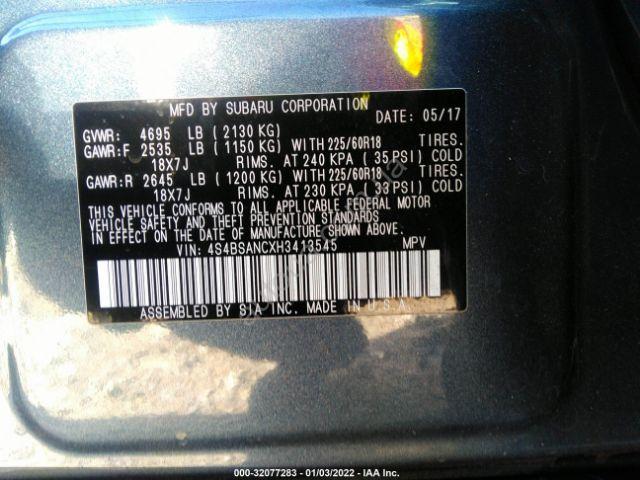 MFD BY SUBARU CORPORATION DATE: 05/17
GVWR: 4695 LB ( 2130 KG)
GAWR:F 2535 LB ( 1150 KG) WITH 225/60R18 TIRES.
18X7J RIMS. AT 240 KPA ( 35 PSI) COLD
GAWR:R 2645 LB ( 1200 KG) WITH 225/60R18 TIRES.
18X7J RIMS. AT 230 KPA ( 33 PSI) COLD
THIS VEHICLE CONFORMS TO ALL APPLICABLE FEDERAL MOTOR
VEHICLE SAFETY AND THEFT PREVENTION STANDARDS
IN EFFECT ON THE DATE OF MANUFACTURE SHOWN ABOVE.
VIN: 4S4BSANCXH3413545 MPV
ASSEMBLED BY SIA INC. MADE IN U.S.A.
000-32077283 - 01/03/2022 - IAA Inc.